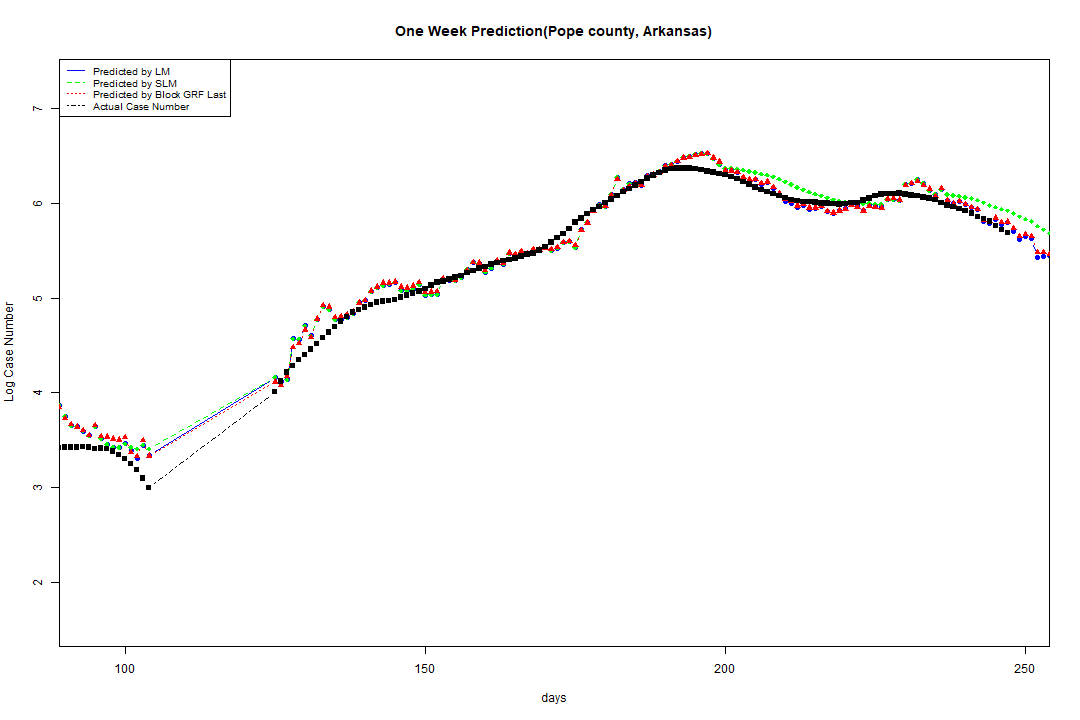 One Week Prediction(Pope county, Arkansas)
Predicted by LM
Predicted by SLM
Predicted by Block GRF Last
Actual Case Number
7
6
5
4
3
2
Log Case Number
100 150 200 250
days